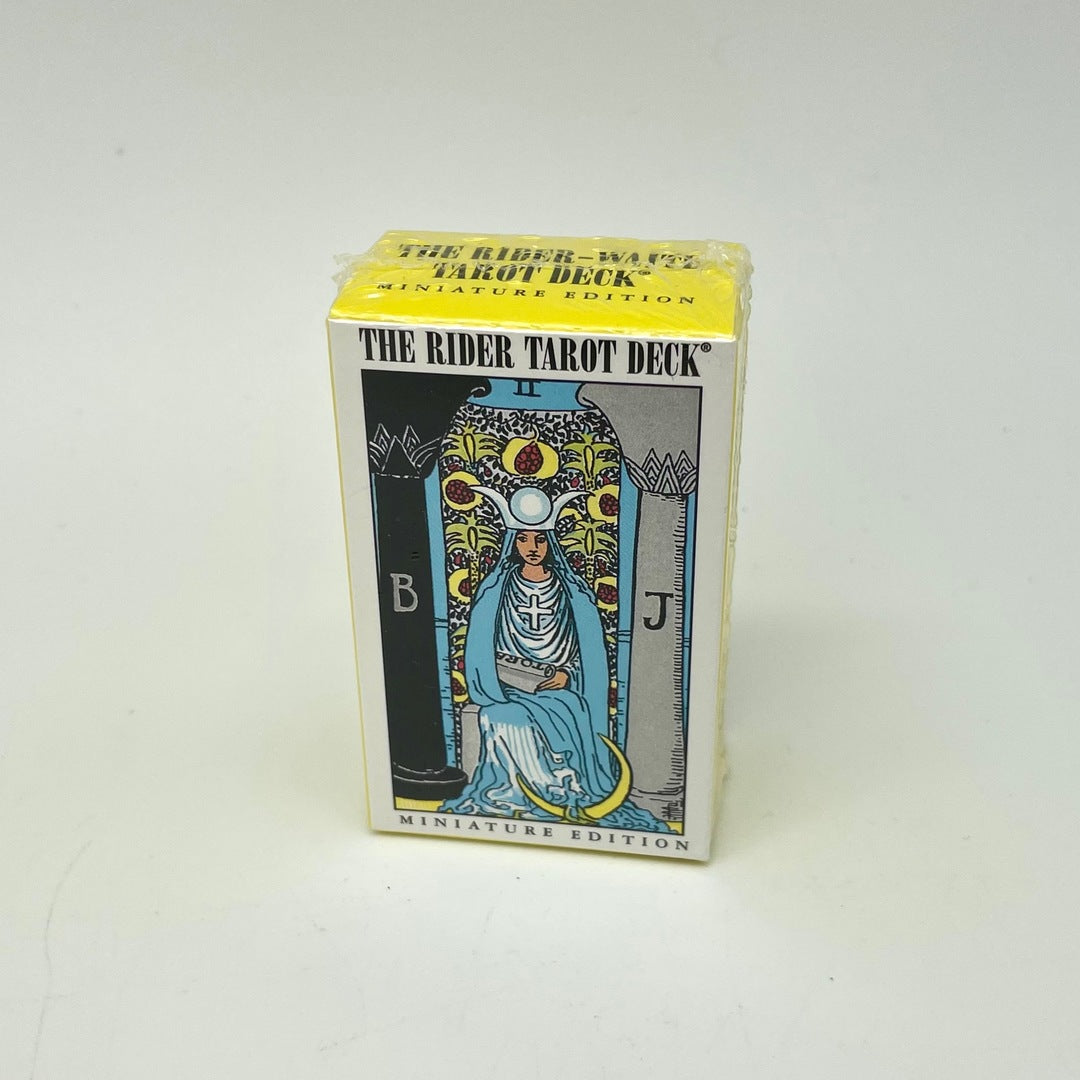 THE RIDER-WAITE
TAROT DECK®
MINIATURE EDITION
THE RIDER TAROT DECK®
II
B
J
TORA
MINIATURE EDITION